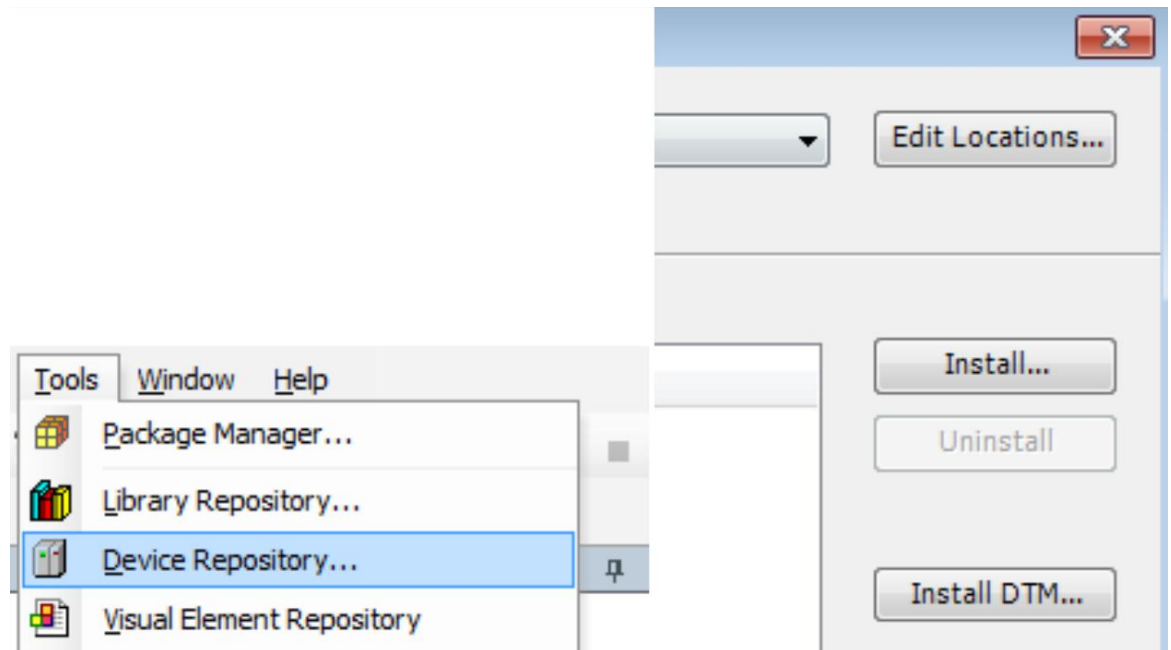 Edit Locations...
Install...
Uninstall
Install DTM...
Tools Window Help
Package Manager...
Library Repository...
Device Repository...
Visual Element Repository